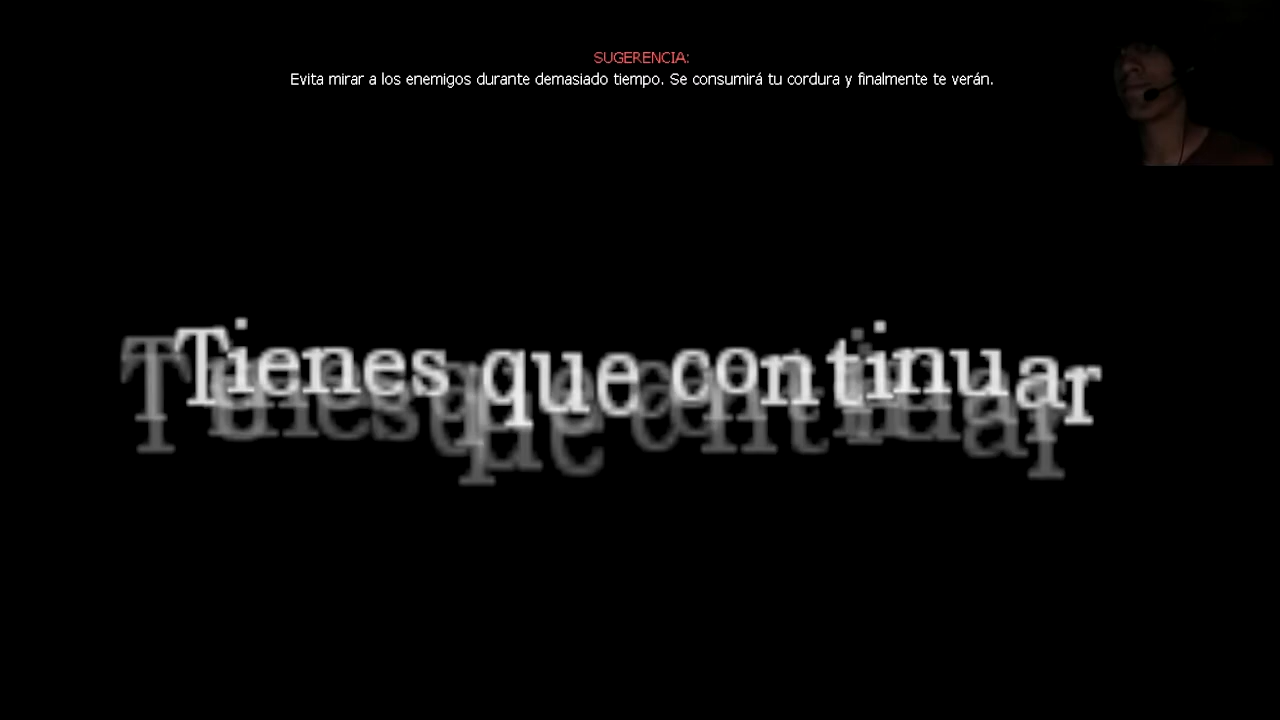 SUGERENCIA:
Evita mirar a los enemigos durante demasiado tiempo. Se consumirá tu cordura y finalmente te verán.
Tienes que continuar